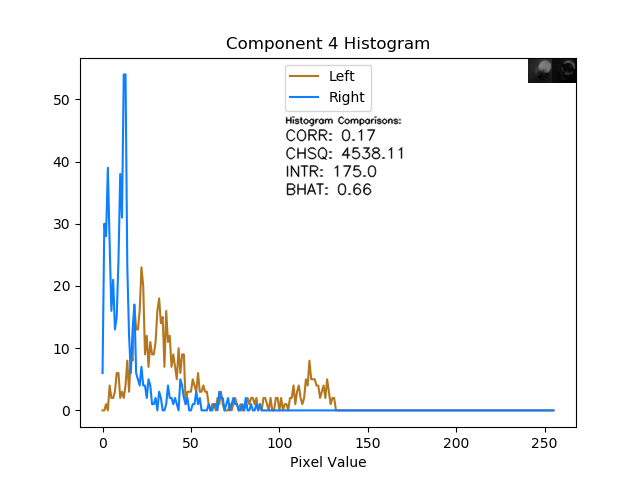 Component 4 Histogram
Left
Right
Histogram Comparisons:
CORR: 0.17
CHSQ: 4538.11
INTR: 175.0
BHAT: 0.66
50
40
30
20
10
0
0 50 100 150 200 250
Pixel Value